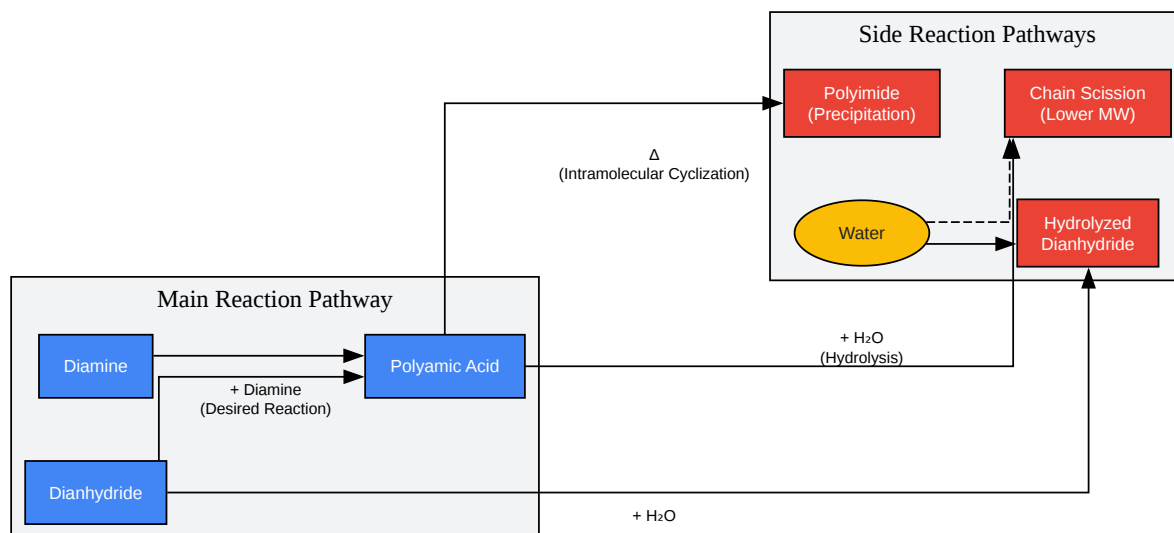 Side Reaction Pathways
Polyimide
(Precipitation)
Chain Scission
(Lower MW)
Δ
(Intramolecular Cyclization)
Water
Hydrolyzed
Dianhydride
Main Reaction Pathway
Diamine
Polyamic Acid
+ H₂O
(Hydrolysis)
+ Diamine
(Desired Reaction)
Dianhydride
+ H₂O